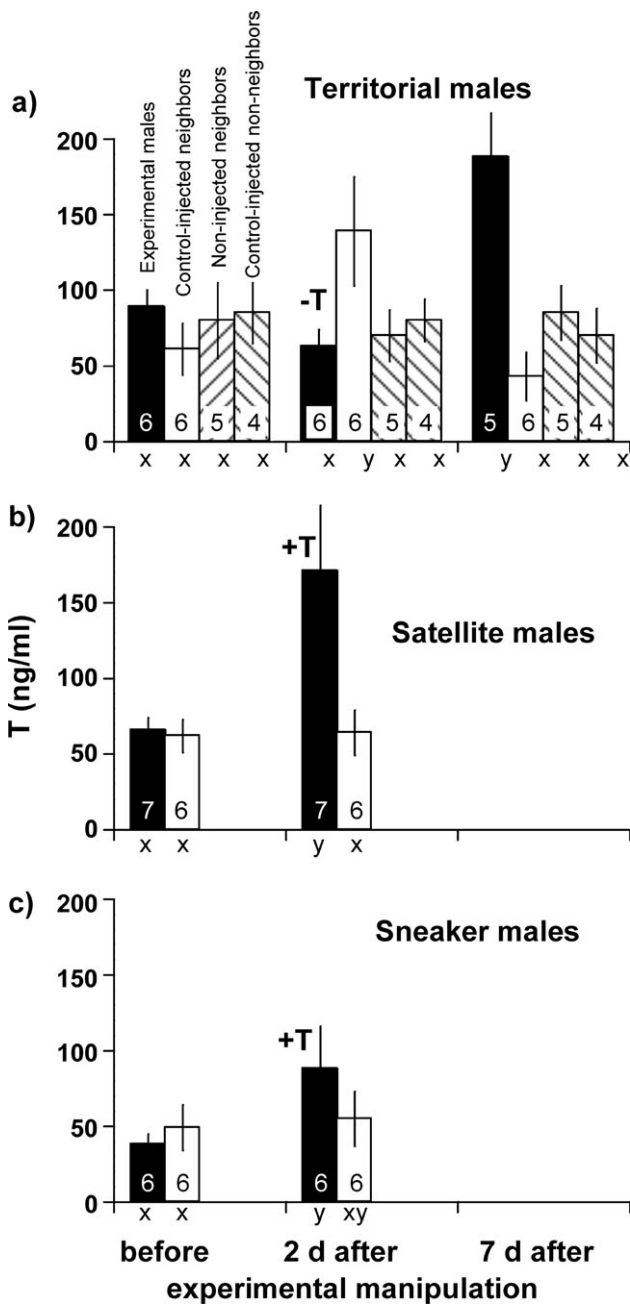 a)
Territorial males
Experimental males
Control-injected neighbors
Non-injected neighbors
Control-injected non-neighbors
200
150
100
50
0
-T
6 6 5 4 6 6 5 4 5 6 5 4
x x x x x y x x y x x x
b)
Satellite males
T (ng/ml)
200
150
100
50
0
+T
7 6 7 6
x x y x
c)
Sneaker males
200
150
100
50
0
+T
6 6 6 6
x x y xy
before 2 d after 7 d after
experimental manipulation